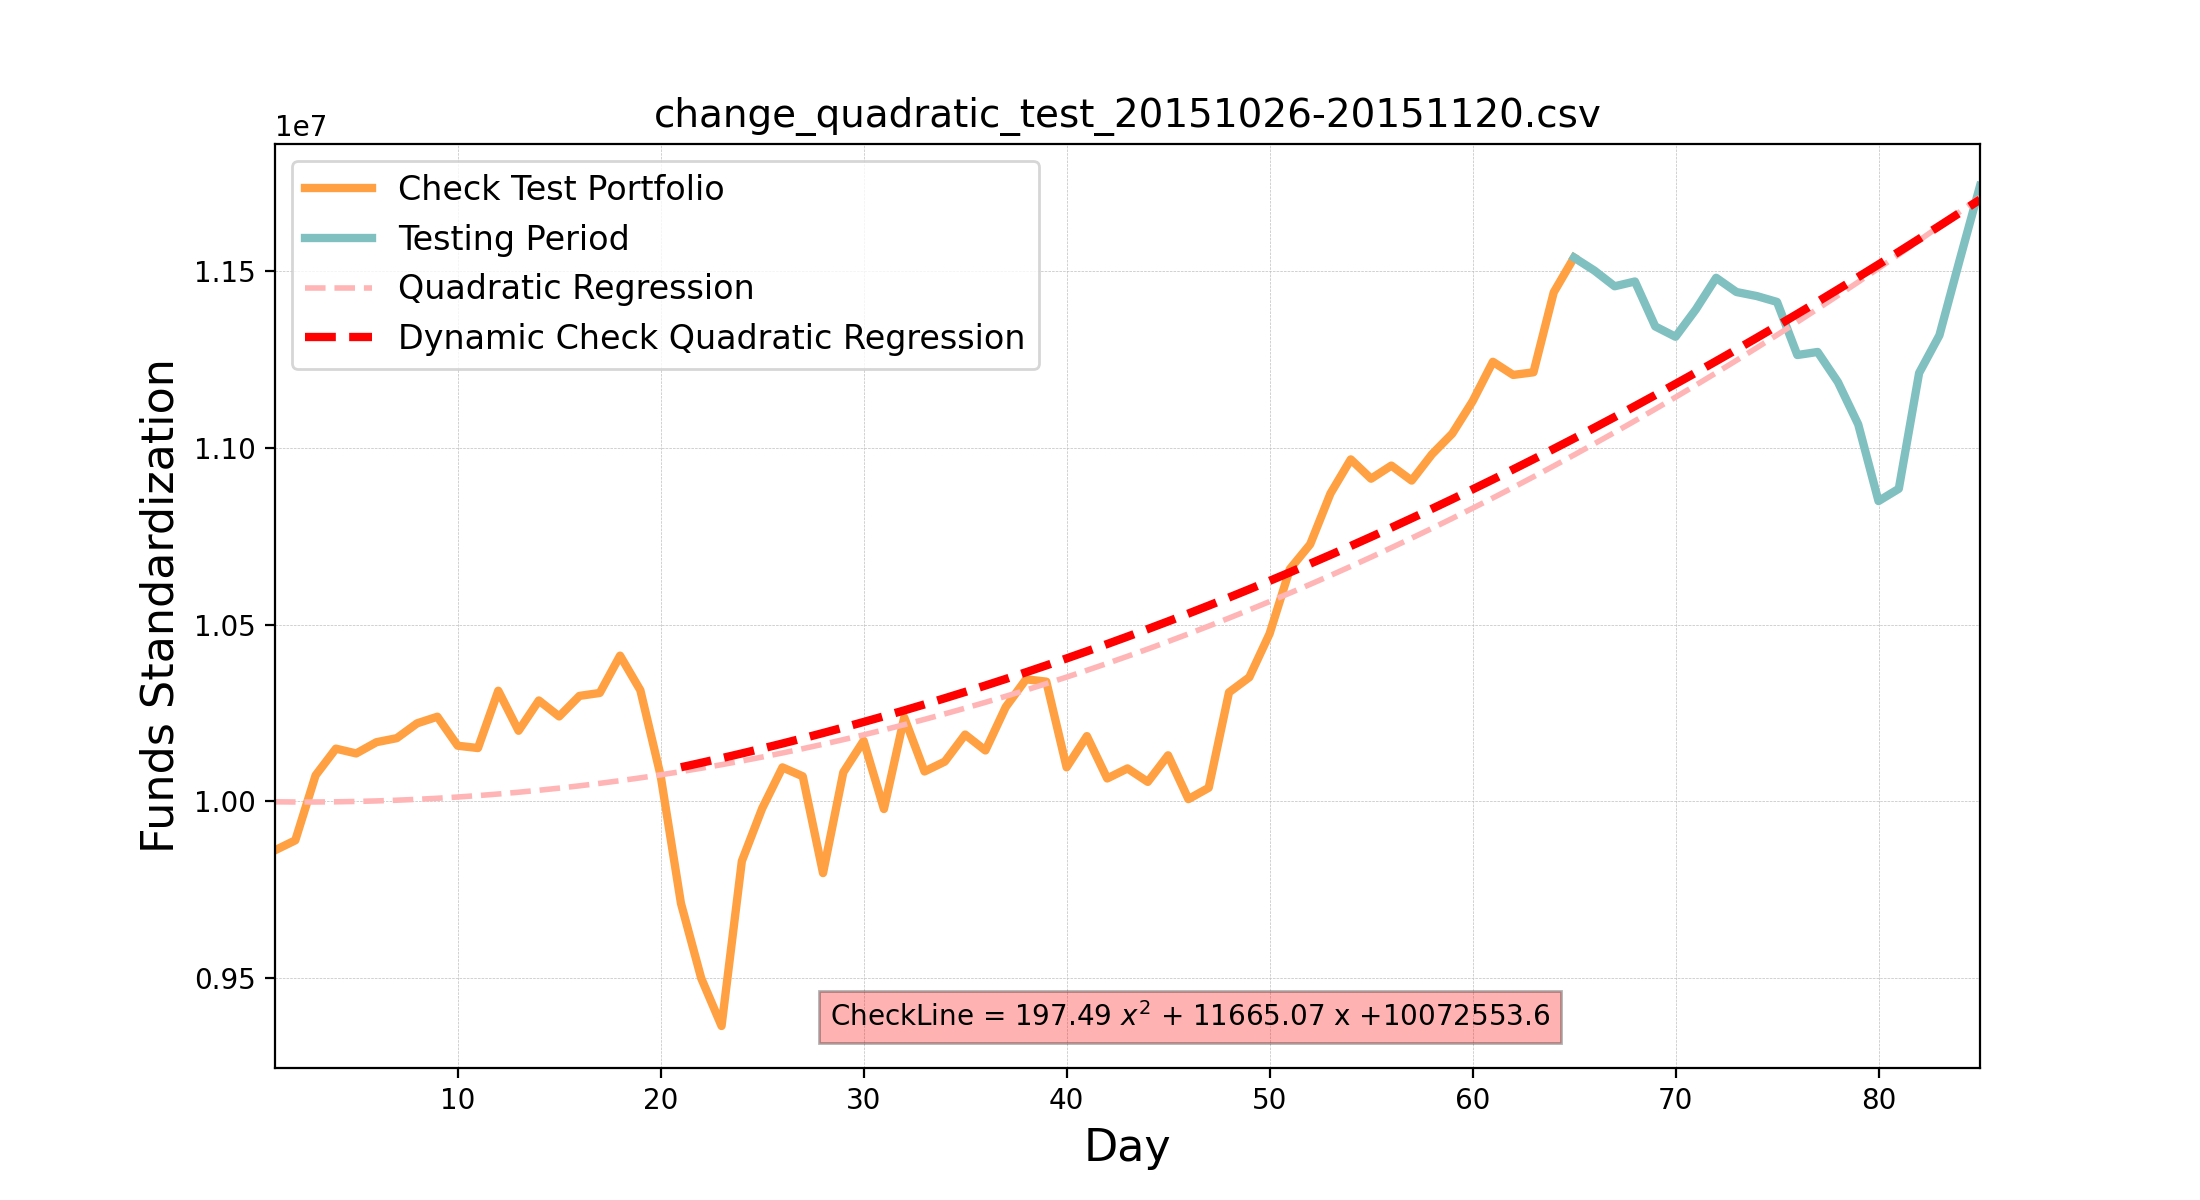 change_quadratic_test_20151026-20151120.csv
1e7
Check Test Portfolio
Testing Period
Quadratic Regression
Dynamic Check Quadratic Regression
Funds Standardization
1.15
1.10
1.05
1.00
0.95
CheckLine = 197.49 x² + 11665.07 x +10072553.6
10 20 30 40 50 60 70 80
Day